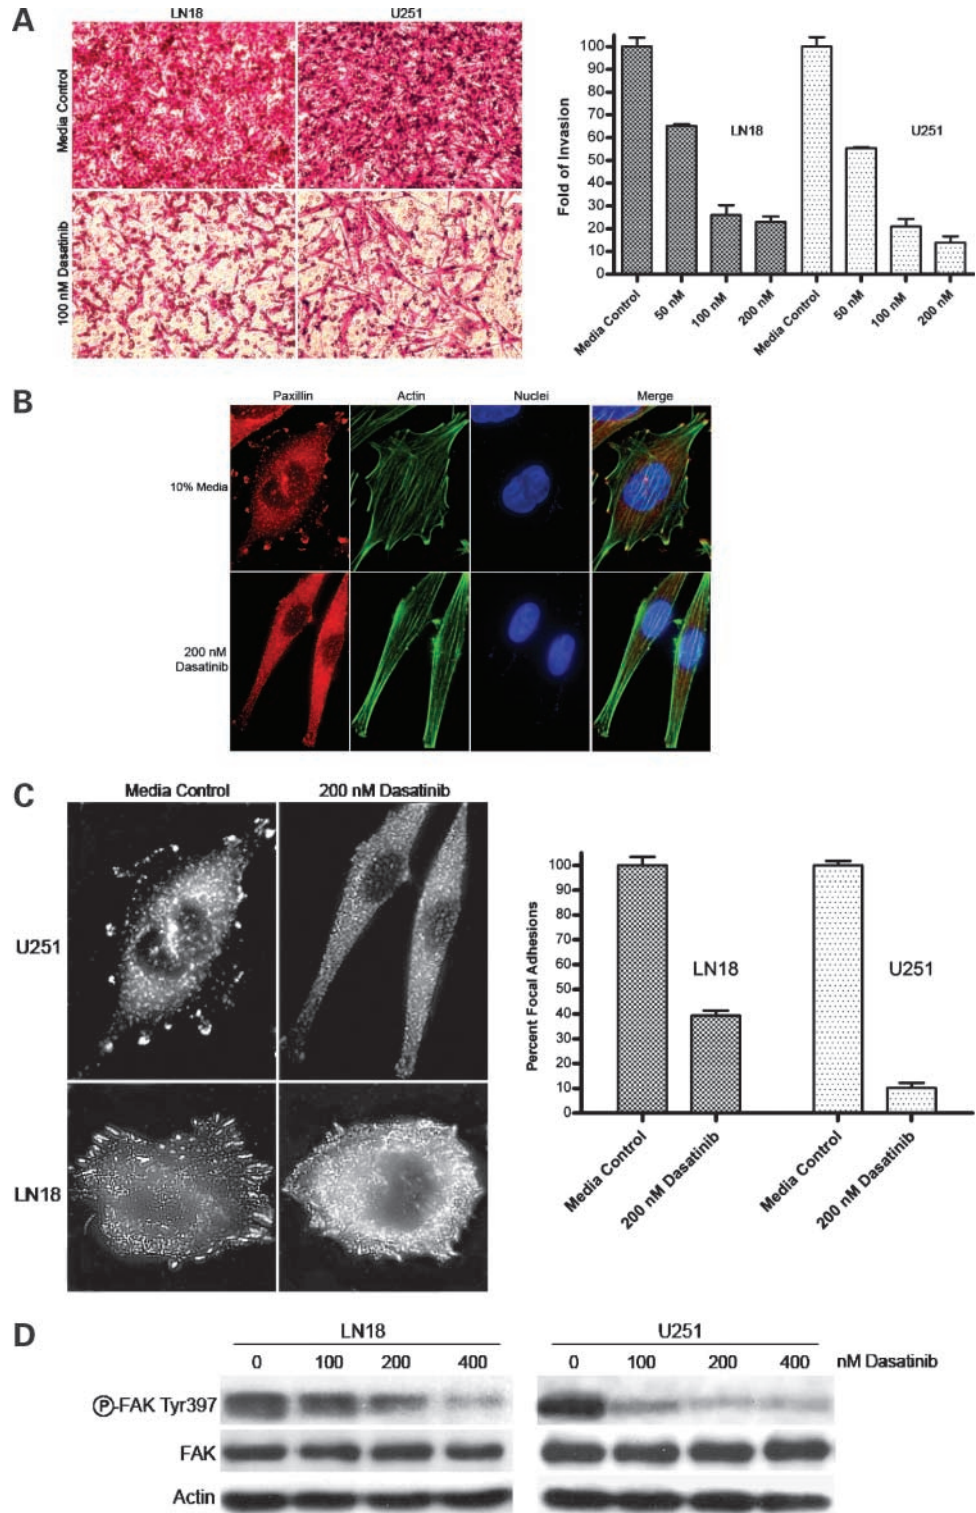 A
LN18
U251
Media Control
100 nM Dasatinib
Fold of Invasion
100
90
80
70
60
50
40
30
20
10
0
LN18
U251
Media Control
50 nM
100 nM
200 nM
Media Control
50 nM
100 nM
200 nM
B
Paxillin
Actin
Nuclei
Merge
10% Media
200 nM
Dasatinib
C
Media Control
200 nM Dasatinib
U251
LN18
Percent Focal Adhesions
100
90
80
70
60
50
40
30
20
10
0
LN18
U251
Media Control
200 nM Dasatinib
Media Control
200 nM Dasatinib
D
LN18
U251
0 100 200 400 0 100 200 400 nM Dasatinib
Ⓟ-FAK Tyr397
FAK
Actin